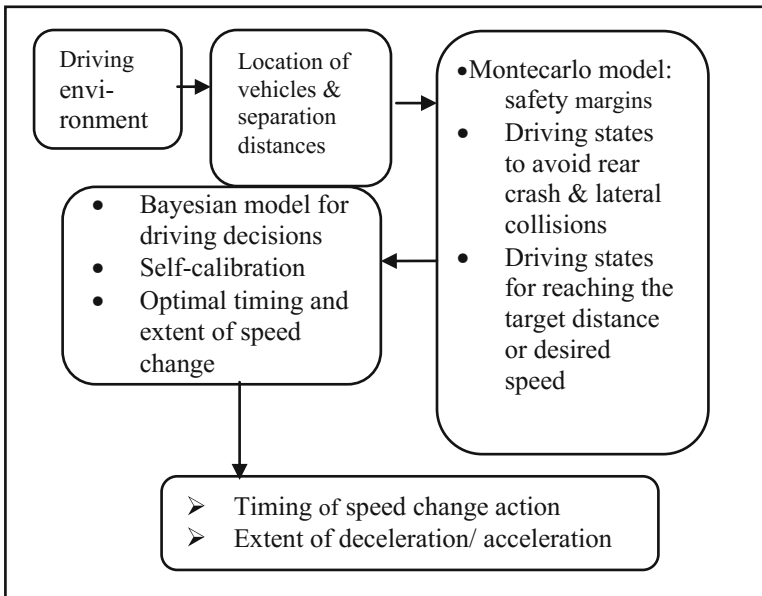 Driving
envi-
ronment
Location of
vehicles &
separation
distances
•Montecarlo model:
safety margins
• Driving states
to avoid rear
crash & lateral
collisions
• Driving states
for reaching the
target distance
or desired
speed
• Bayesian model for
driving decisions
• Self-calibration
• Optimal timing and
extent of speed
change
➢ Timing of speed change action
➢ Extent of deceleration/ acceleration